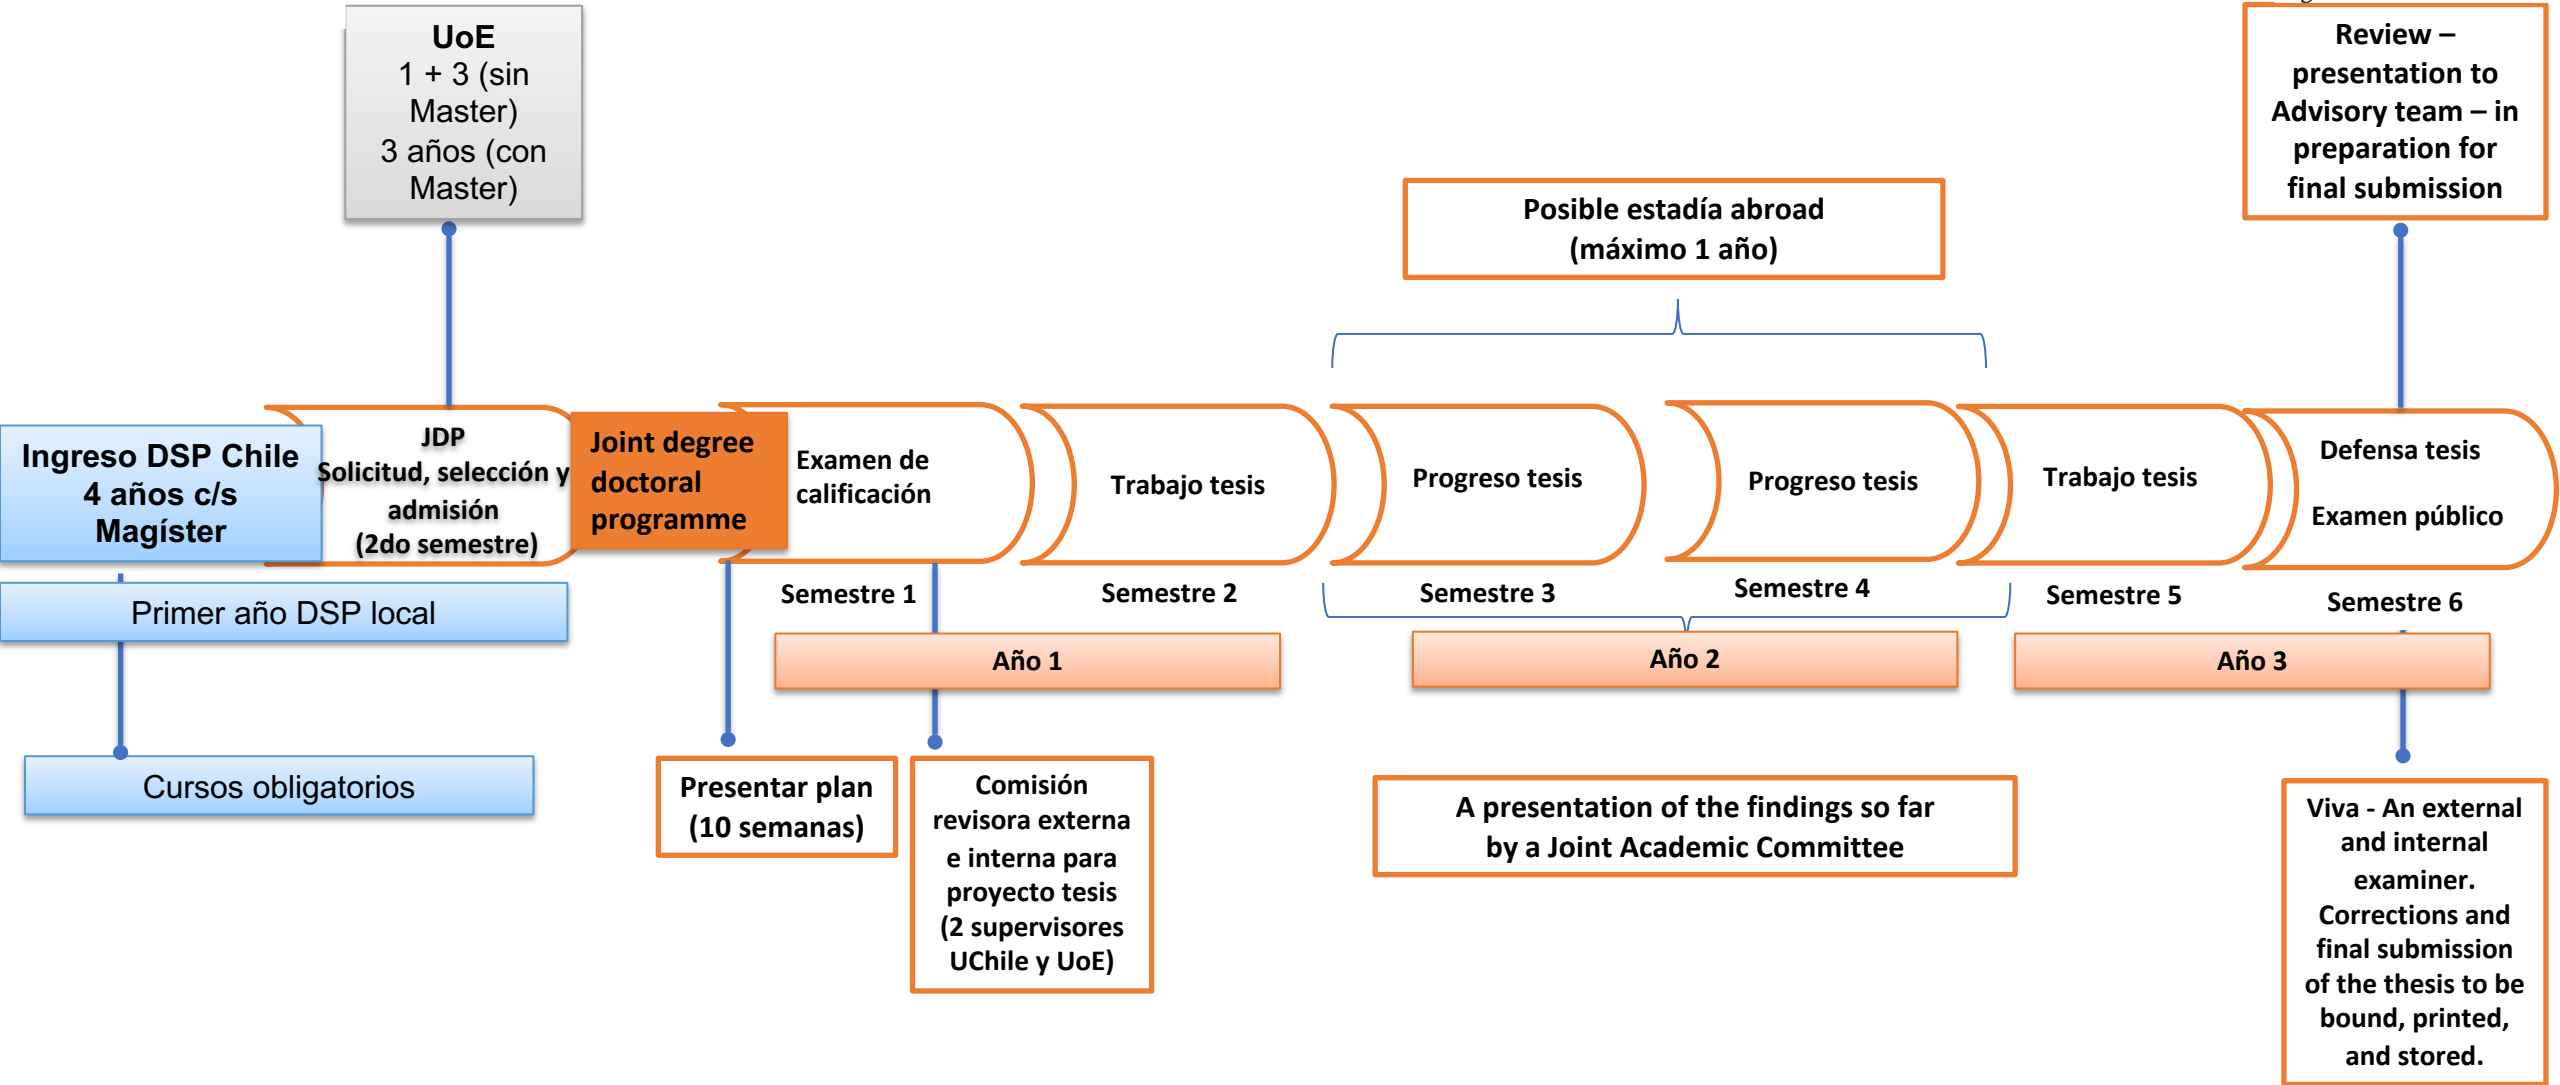 UoE
1 + 3 (sin
Master)
3 años (con
Master)
Review –
presentation to
Advisory team – in
preparation for
final submission
Posible estadía abroad
(máximo 1 año)
Ingreso DSP Chile
4 años c/s
Magíster
JDP
Solicitud, selección y
admisión
(2do semestre)
Joint degree
doctoral
programme
Examen de
calificación
Trabajo tesis
Progreso tesis
Progreso tesis
Trabajo tesis
Defensa tesis
Examen público
Primer año DSP local
Semestre 1
Semestre 2
Semestre 3
Semestre 4
Semestre 5
Semestre 6
Año 1
Año 2
Año 3
Cursos obligatorios
Presentar plan
(10 semanas)
Comisión
revisora externa
e interna para
proyecto tesis
(2 supervisores
UChile y UoE)
A presentation of the findings so far
by a Joint Academic Committee
Viva - An external
and internal
examiner.
Corrections and
final submission
of the thesis to be
bound, printed,
and stored.